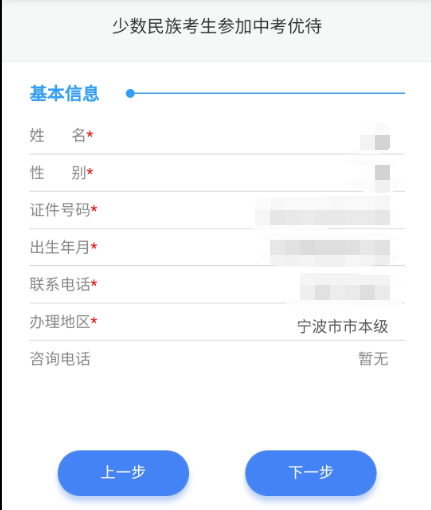 少数民族考生参加中考优待
基本信息
姓 名*
性 别*
证件号码*
出生年月*
联系电话*
办理地区* 宁波市市本级
咨询电话 暂无
上一步 下一步